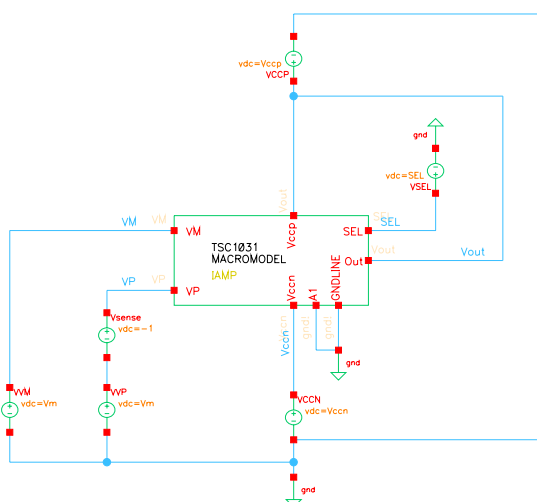 vdc=Vccp
VCCP
gnd
vdc=SEL
VSEL
Vout
VM
VM
VM
TSC1031
MACROMODEL
IAMP
Vccp
SEL
SEL
SEL
Vout
Out
Vout
VP
VP
VP
Vccn
A1
GNDLINE
Vccn
Vccn
gnd!
gnd!
Vsense
vdc=-1
gnd
VVM
vdc=Vm
VVP
vdc=Vm
VCCN
vdc=Vccn
gnd